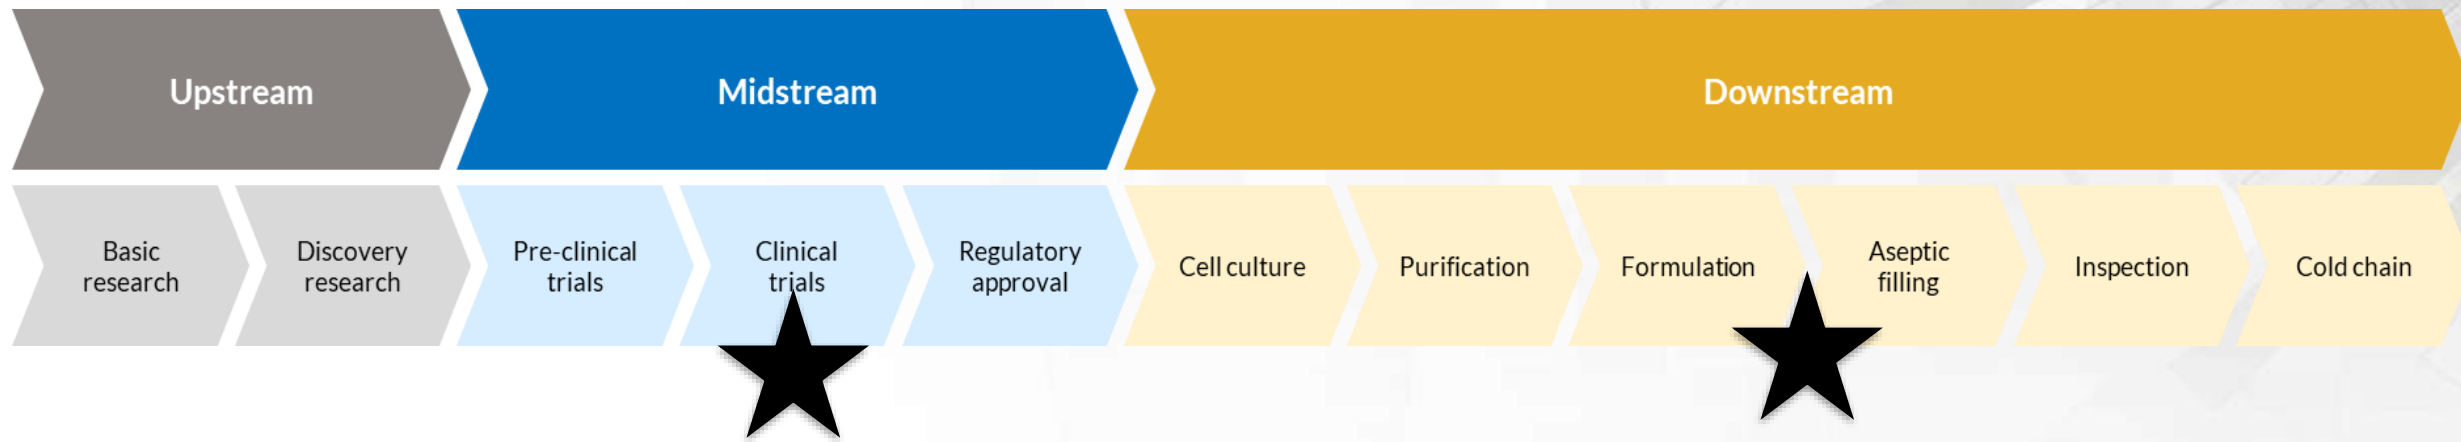 Upstream
Midstream
Downstream
Basic
research
Discovery
research
Pre-clinical
trials
Clinical
trials
Regulatory
approval
Cell culture
Purification
Formulation
Aseptic
filling
Inspection
Cold chain